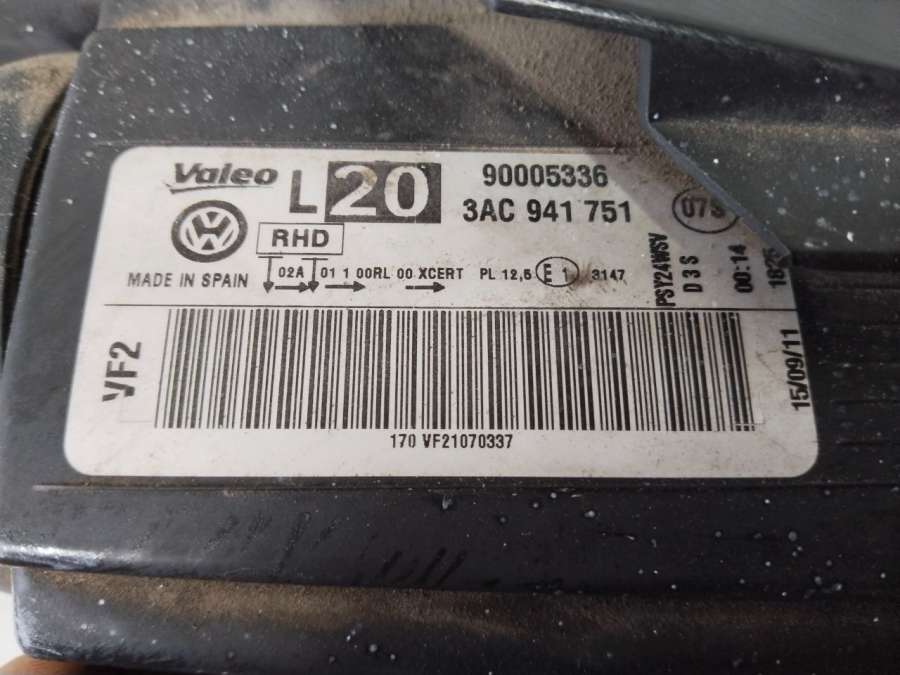 Valeo L 20 90005336
3AC 941 751
RHD
MADE IN SPAIN
02A 01 1 00RL 00 XCERT PL 12,5 E 1 3147
PSY24WSV
D3S
00:14
15/09/11
VF2
170 VF21070337